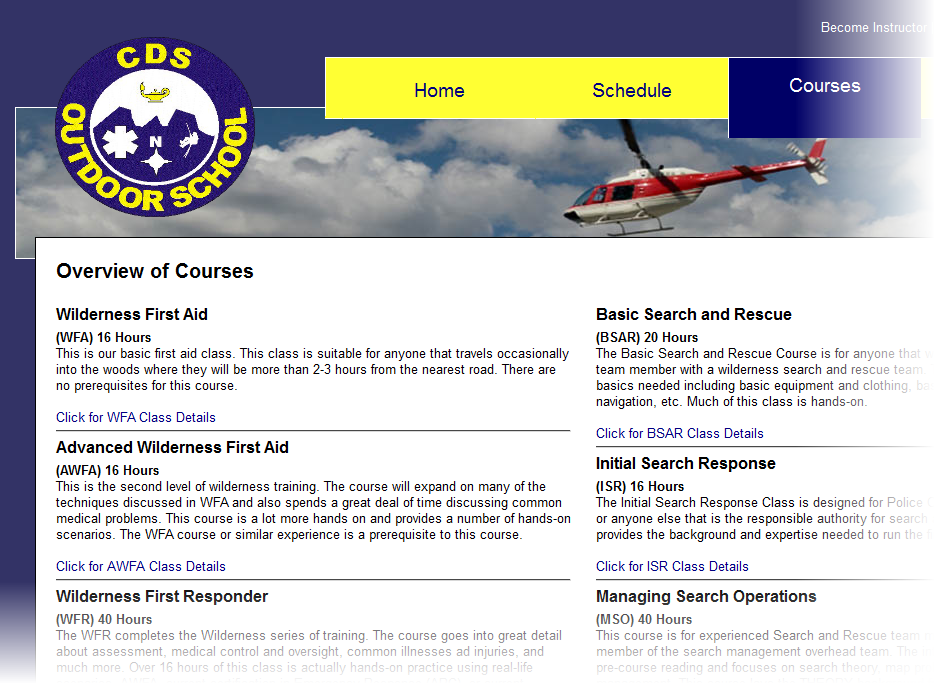 Become Instructor
CDS
OUTDOOR SCHOOL
N
Home
Schedule
Courses
Overview of Courses
Wilderness First Aid
(WFA) 16 Hours
This is our basic first aid class. This class is suitable for anyone that travels occasionally
into the woods where they will be more than 2-3 hours from the nearest road. There are
no prerequisites for this course.
Click for WFA Class Details
Advanced Wilderness First Aid
(AWFA) 16 Hours
This is the second level of wilderness training. The course will expand on many of the
techniques discussed in WFA and also spends a great deal of time discussing common
medical problems. This course is a lot more hands on and provides a number of hands-on
scenarios. The WFA course or similar experience is a prerequisite to this course.
Click for AWFA Class Details
Wilderness First Responder
(WFR) 40 Hours
The WFR completes the Wilderness series of training. The course goes into great detail
about assessment, medical control and oversight, common illnesses ad injuries, and
much more. Over 16 hours of this class is actually hands-on practice using real-life
Basic Search and Rescue
(BSAR) 20 Hours
The Basic Search and Rescue Course is for anyone that
team member with a wilderness search and rescue team.
basics needed including basic equipment and clothing,
navigation, etc. Much of this class is hands-on.
Click for BSAR Class Details
Initial Search Response
(ISR) 16 Hours
The Initial Search Response Class is designed for Police
or anyone else that is the responsible authority for search
provides the background and expertise needed to run the
Click for ISR Class Details
Managing Search Operations
(MSO) 40 Hours
This course is for experienced Search and Rescue team
member of the search management overhead team. The
pre-course reading and focuses on search theory, map